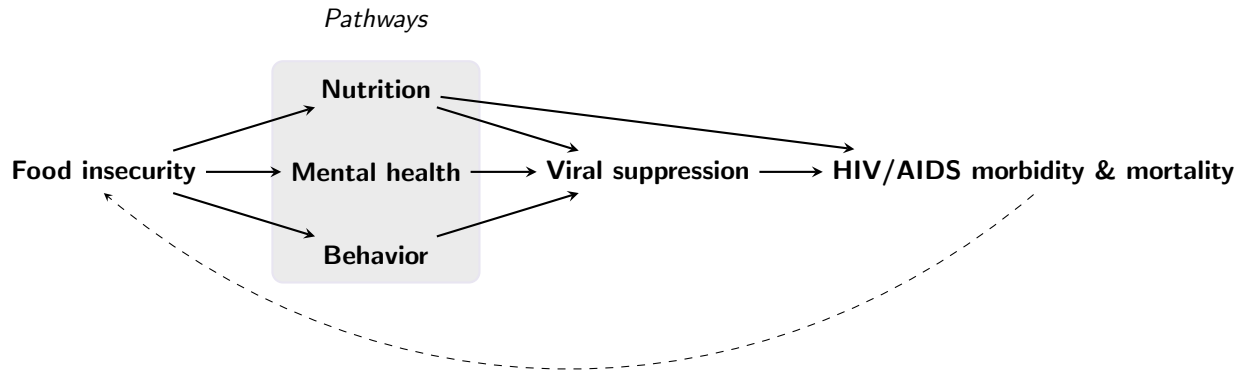 Pathways
Nutrition
Food insecurity
Mental health
Viral suppression
HIV/AIDS morbidity & mortality
Behavior